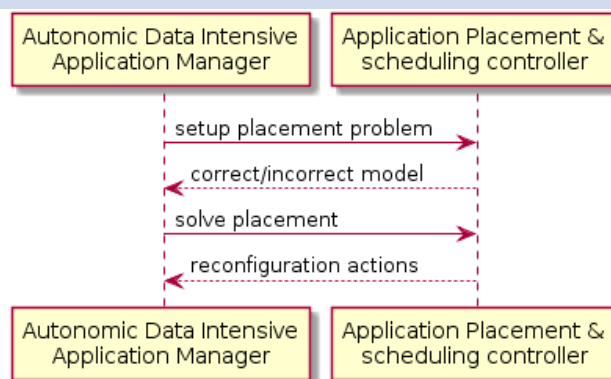 Autonomic Data Intensive
Application Manager
Application Placement &
scheduling controller
setup placement problem
correct/incorrect model
solve placement
reconfiguration actions
Autonomic Data Intensive
Application Manager
Application Placement &
scheduling controller